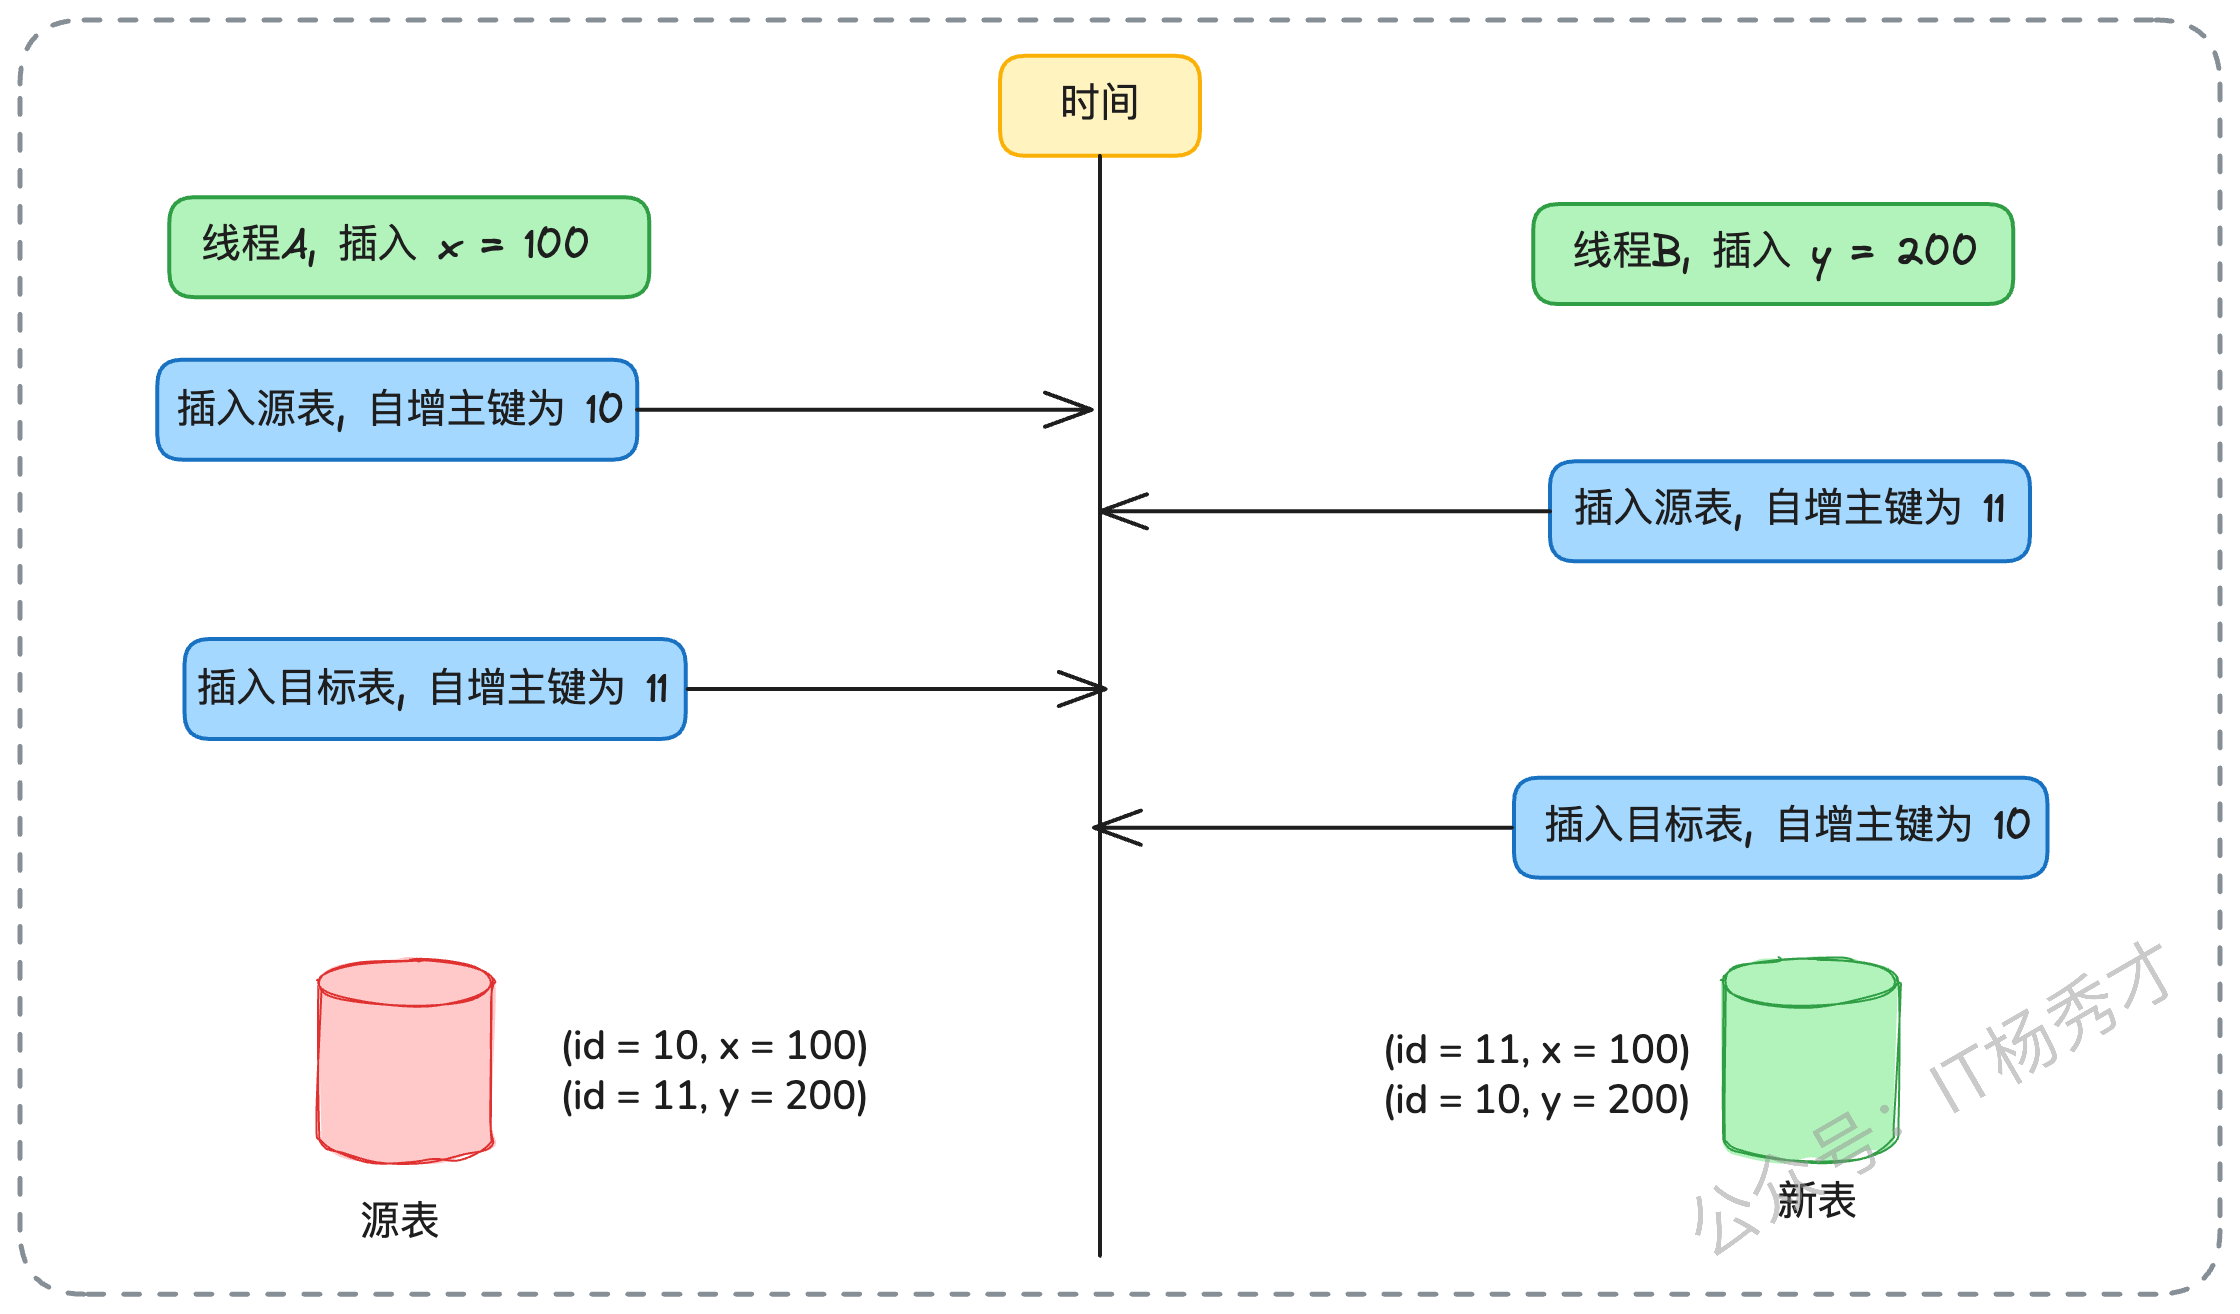 时间
线程A, 插入 x = 100
线程B, 插入 y = 200
插入源表, 自增主键为 10
插入源表, 自增主键为 11
插入目标表, 自增主键为 11
插入目标表, 自增主键为 10
(id = 10, x = 100)
(id = 11, y = 200)
源表
(id = 11, x = 100)
(id = 10, y = 200)
新表
公众号：IT杨秀才